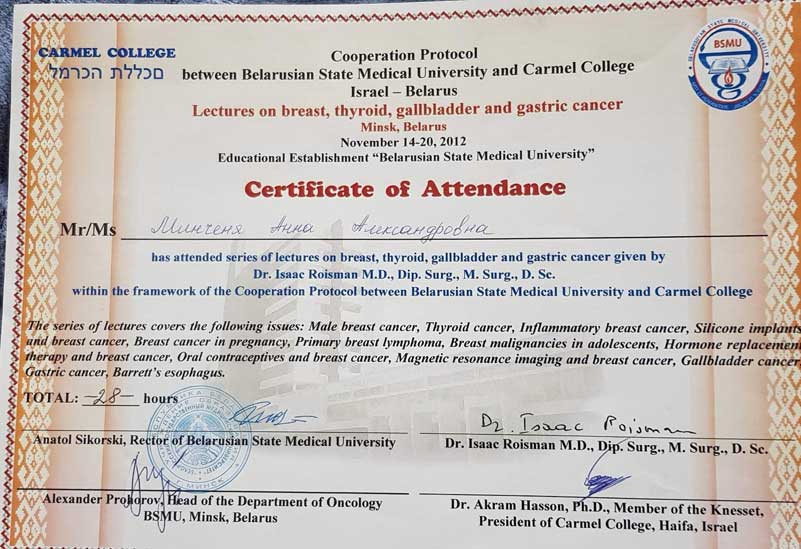 CARMEL COLLEGE
מכללת הכרמל
BSMU
Cooperation Protocol
between Belarusian State Medical University and Carmel College
Israel – Belarus
Lectures on breast, thyroid, gallbladder and gastric cancer
Minsk, Belarus
November 14-20, 2012
Educational Establishment “Belarusian State Medical University”
Certificate of Attendance
Mr/Ms Минченя Анна Александровна
has attended series of lectures on breast, thyroid, gallbladder and gastric cancer given by
Dr. Isaac Roisman M.D., Dip. Surg., M. Surg., D. Sc.
within the framework of the Cooperation Protocol between Belarusian State Medical University and Carmel College
The series of lectures covers the following issues: Male breast cancer, Thyroid cancer, Inflammatory breast cancer, Silicone implants
and breast cancer, Breast cancer in pregnancy, Primary breast lymphoma, Breast malignancies in adolescents, Hormone replacement
therapy and breast cancer, Oral contraceptives and breast cancer, Magnetic resonance imaging and breast cancer, Gallbladder cancer,
Gastric cancer, Barrett's esophagus.
TOTAL: -28- hours
Dr. Isaac Roisman
Anatol Sikorski, Rector of Belarusian State Medical University
Dr. Isaac Roisman M.D., Dip. Surg., M. Surg., D. Sc.
Alexander Prohorov, Head of the Department of Oncology
BSMU, Minsk, Belarus
Dr. Akram Hasson, Ph.D., Member of the Knesset,
President of Carmel College, Haifa, Israel